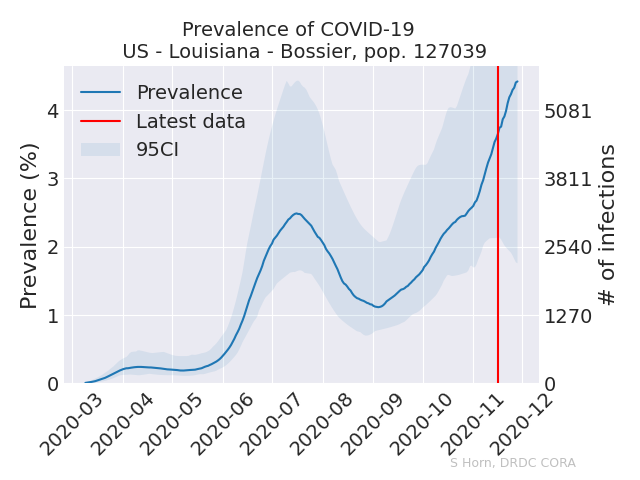 Prevalence of COVID-19
US - Louisiana - Bossier, pop. 127039
Prevalence
Latest data
95CI
Prevalence (%)
4
3
2
1
0
5081
3811
2540
1270
0
# of infections
2020-03
2020-04
2020-05
2020-06
2020-07
2020-08
2020-09
2020-10
2020-11
2020-12
S Horn, DRDC CORA